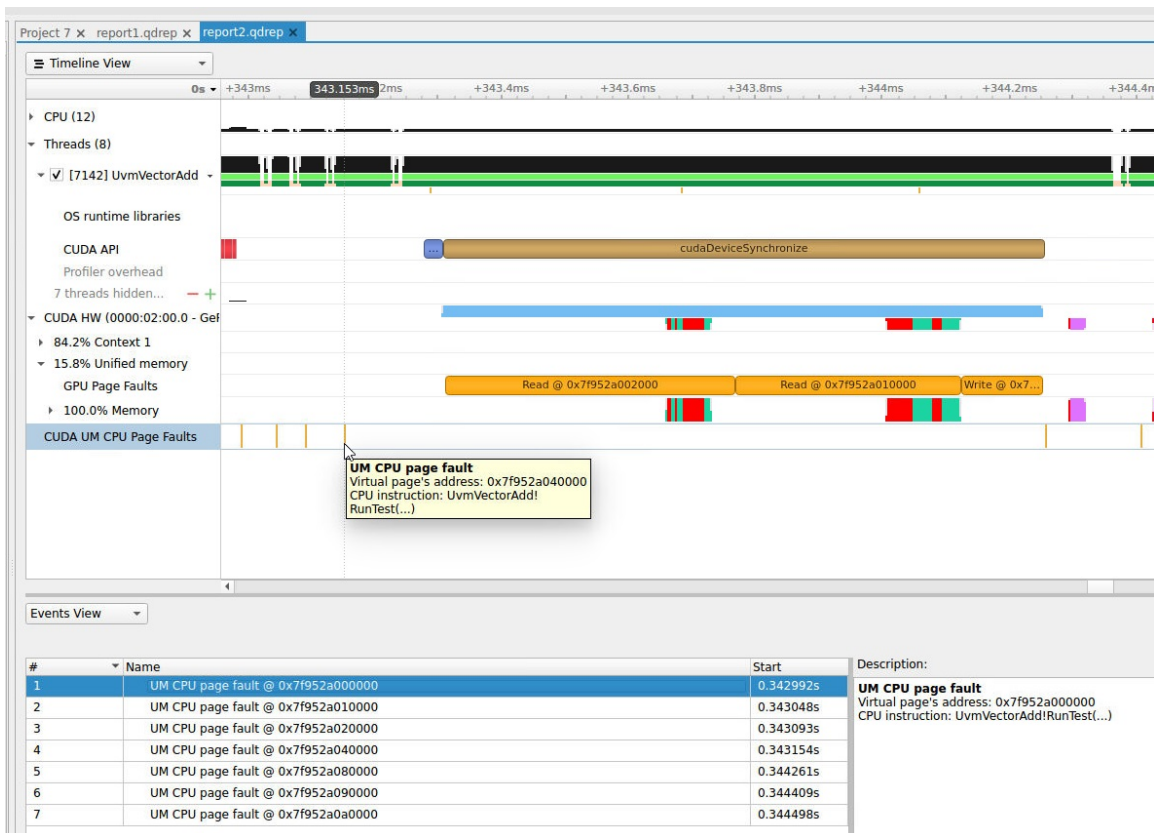 Project 7 × report1.qdrep × report2.qdrep ×
Timeline View
0s +343ms 343.153ms 2ms +343.4ms +343.6ms +343.8ms +344ms +344.2ms +344.4m
CPU (12)
Threads (8)
[7142] UvmVectorAdd
OS runtime libraries
CUDA API ... cudaDeviceSynchronize
Profiler overhead
7 threads hidden... − +
CUDA HW (0000:02:00.0 - GeF
84.2% Context 1
15.8% Unified memory
GPU Page Faults Read @ 0x7f952a002000 Read @ 0x7f952a010000 Write @ 0x7...
100.0% Memory
CUDA UM CPU Page Faults
UM CPU page fault
Virtual page's address: 0x7f952a040000
CPU instruction: UvmVectorAdd!
RunTest(...)
Events View
# Name Start Description:
1 UM CPU page fault @ 0x7f952a000000 0.342992s
2 UM CPU page fault @ 0x7f952a010000 0.343048s
3 UM CPU page fault @ 0x7f952a020000 0.343093s
4 UM CPU page fault @ 0x7f952a040000 0.343154s
5 UM CPU page fault @ 0x7f952a080000 0.344261s
6 UM CPU page fault @ 0x7f952a090000 0.344409s
7 UM CPU page fault @ 0x7f952a0a0000 0.344498s
UM CPU page fault
Virtual page's address: 0x7f952a000000
CPU instruction: UvmVectorAdd!RunTest(...)